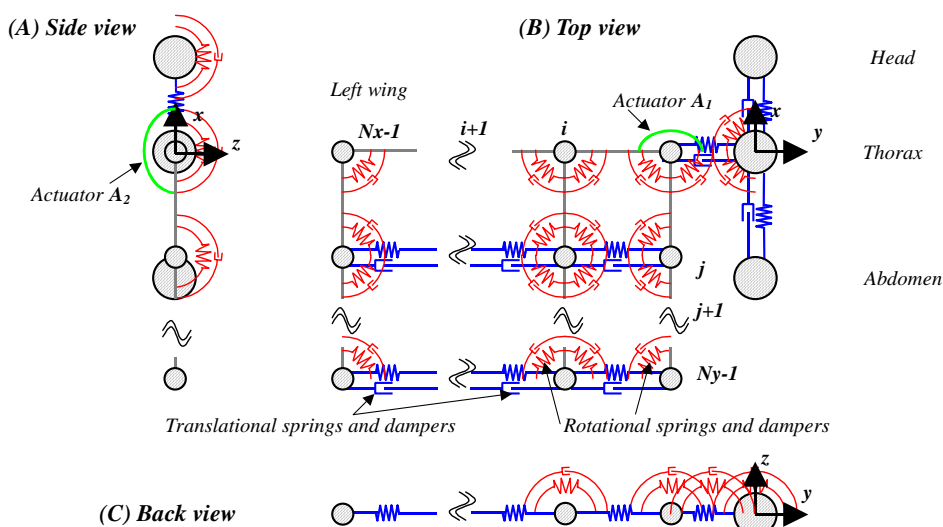 (A) Side view
(B) Top view
Head
Left wing
Actuator A1
x
x
Nx-1
i+1
i
z
y
Thorax
Actuator A2
j
Abdomen
j+1
Ny-1
Translational springs and dampers
Rotational springs and dampers
z
y
(C) Back view